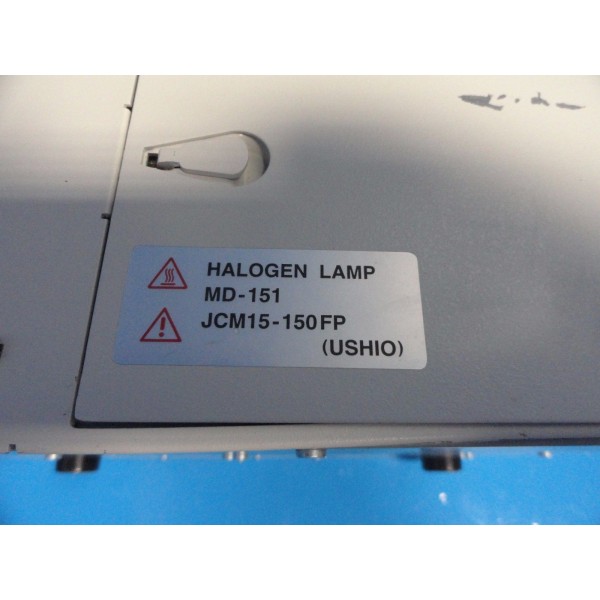 HALOGEN LAMP
MD-151
JCM15-150FP
(USHIO)